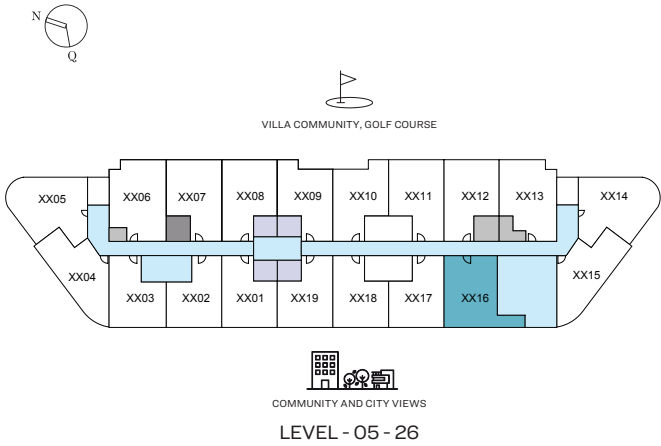 N
Q
VILLA COMMUNITY, GOLF COURSE
XX05 XX06 XX07 XX08 XX09 XX10 XX11 XX12 XX13 XX14
XX04 XX03 XX02 XX01 XX19 XX18 XX17 XX16 XX15
COMMUNITY AND CITY VIEWS
LEVEL - 05 - 26